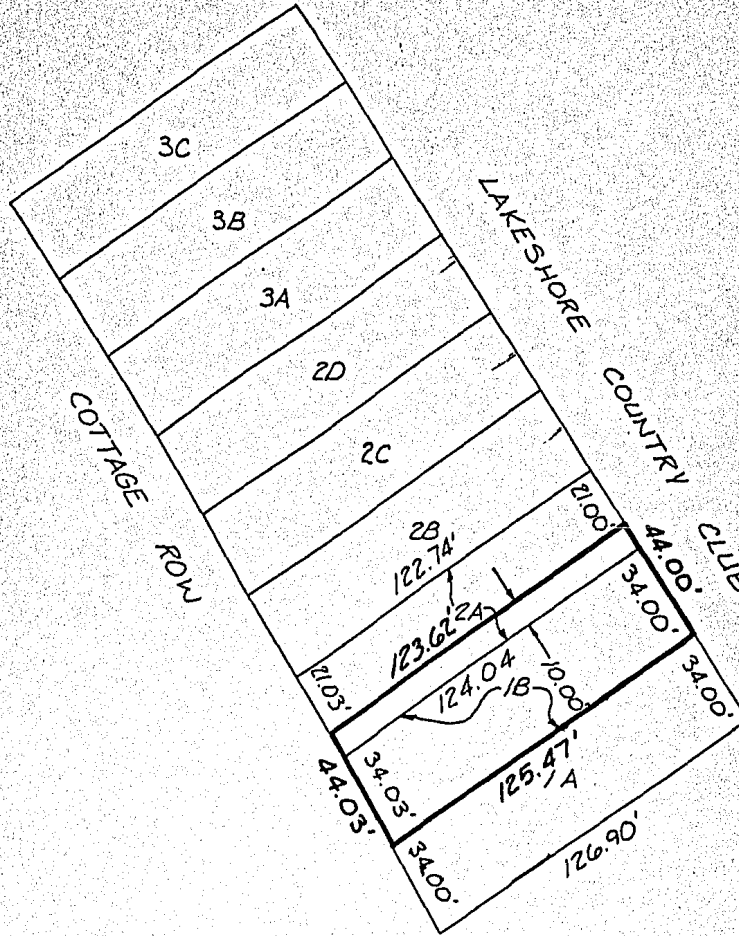 3C
3B
3A
2D
2C
2B
LAKESHORE COUNTRY CLUB
COTTAGE ROW
122.74'
21.00'
21.03'
123.62'
2A
44.00'
34.00'
124.04
10.00'
1B
34.03'
44.03'
125.47'
34.00'
1A
34.00'
126.90'